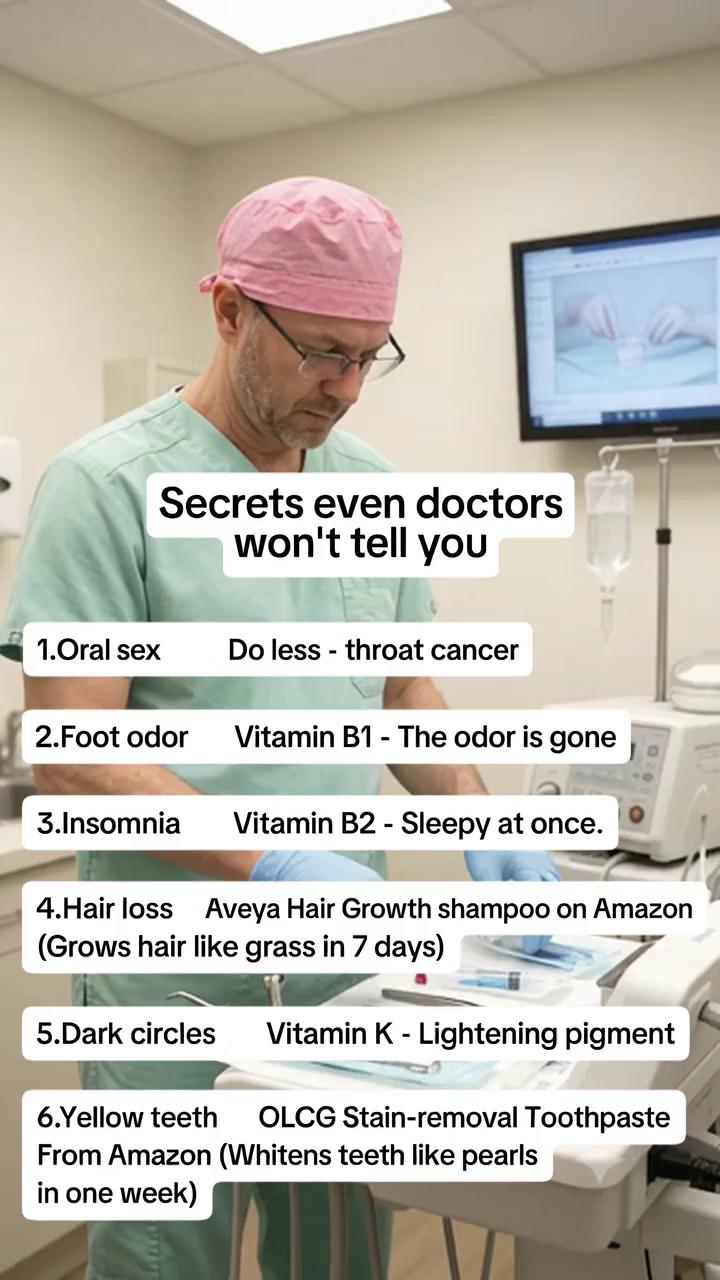 Secrets even doctors
won't tell you
1.Oral sex Do less - throat cancer
2.Foot odor Vitamin B1 - The odor is gone
3.Insomnia Vitamin B2 - Sleepy at once.
4.Hair loss Aveya Hair Growth shampoo on Amazon
(Grows hair like grass in 7 days)
5.Dark circles Vitamin K - Lightening pigment
6.Yellow teeth OLCG Stain-removal Toothpaste
From Amazon (Whitens teeth like pearls
in one week)